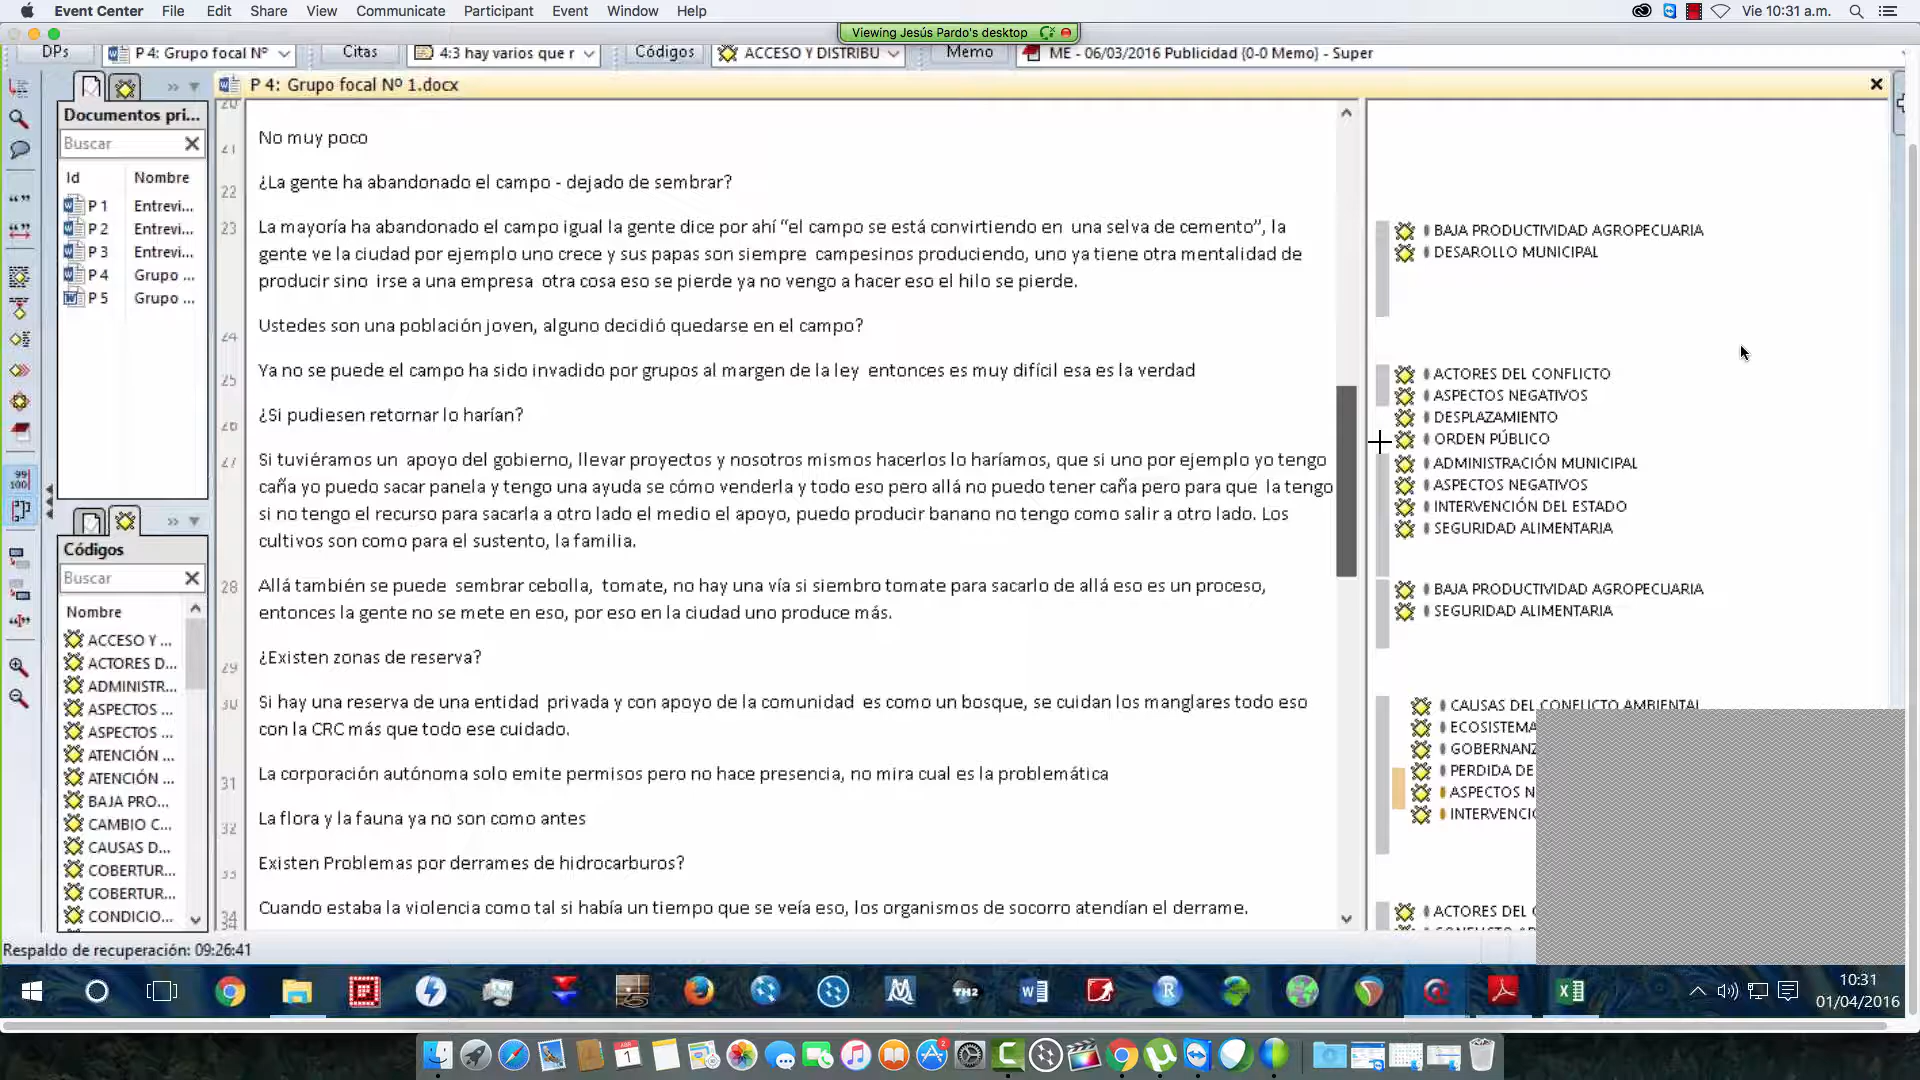 Event Center File Edit Share View Communicate Participant Event Window Help Vie 10:31 a.m.
Viewing Jesús Pardo's desktop
DPs P 4: Grupo focal Nº Citas 4:3 hay varios que r Códigos ACCESO Y DISTRIBU Memo ME - 06/03/2016 Publicidad {0-0 Memo} - Super
P 4: Grupo focal Nº 1.docx
Documentos pri...
Buscar
Id Nombre
P 1 Entrevi...
P 2 Entrevi...
P 3 Entrevi...
P 4 Grupo ...
P 5 Grupo ...
Códigos
Buscar
Nombre
ACCESO Y ...
ACTORES D...
ADMINISTR...
ASPECTOS ...
ASPECTOS ...
ATENCIÓN ...
ATENCIÓN ...
BAJA PRO...
CAMBIO C...
CAUSAS D...
COBERTUR...
COBERTUR...
CONDICIO...
20
21 No muy poco
22 ¿La gente ha abandonado el campo - dejado de sembrar?
23 La mayoría ha abandonado el campo igual la gente dice por ahí “el campo se está convirtiendo en una selva de cemento”, la
gente ve la ciudad por ejemplo uno crece y sus papas son siempre campesinos produciendo, uno ya tiene otra mentalidad de
producir sino irse a una empresa otra cosa eso se pierde ya no vengo a hacer eso el hilo se pierde.
24 Ustedes son una población joven, alguno decidió quedarse en el campo?
25 Ya no se puede el campo ha sido invadido por grupos al margen de la ley entonces es muy difícil esa es la verdad
26 ¿Si pudiesen retornar lo harían?
27 Si tuviéramos un apoyo del gobierno, llevar proyectos y nosotros mismos hacerlos lo haríamos, que si uno por ejemplo yo tengo
caña yo puedo sacar panela y tengo una ayuda se cómo venderla y todo eso pero allá no puedo tener caña pero para que la tengo
si no tengo el recurso para sacarla a otro lado el medio el apoyo, puedo producir banano no tengo como salir a otro lado. Los
cultivos son como para el sustento, la familia.
28 Allá también se puede sembrar cebolla, tomate, no hay una vía si siembro tomate para sacarlo de allá eso es un proceso,
entonces la gente no se mete en eso, por eso en la ciudad uno produce más.
29 ¿Existen zonas de reserva?
30 Si hay una reserva de una entidad privada y con apoyo de la comunidad es como un bosque, se cuidan los manglares todo eso
con la CRC más que todo ese cuidado.
31 La corporación autónoma solo emite permisos pero no hace presencia, no mira cual es la problemática
32 La flora y la fauna ya no son como antes
33 Existen Problemas por derrames de hidrocarburos?
34 Cuando estaba la violencia como tal si había un tiempo que se veía eso, los organismos de socorro atendían el derrame.
BAJA PRODUCTIVIDAD AGROPECUARIA
DESAROLLO MUNICIPAL
ACTORES DEL CONFLICTO
ASPECTOS NEGATIVOS
DESPLAZAMIENTO
ORDEN PÚBLICO
ADMINISTRACIÓN MUNICIPAL
ASPECTOS NEGATIVOS
INTERVENCIÓN DEL ESTADO
SEGURIDAD ALIMENTARIA
BAJA PRODUCTIVIDAD AGROPECUARIA
SEGURIDAD ALIMENTARIA
CAUSAS DEL CONFLICTO AMBIENTAL
ECOSISTEMA
GOBERNANZ
PERDIDA DE
ASPECTOS N
INTERVENCIO
ACTORES DEL C
Respaldo de recuperación: 09:26:41
10:31
01/04/2016